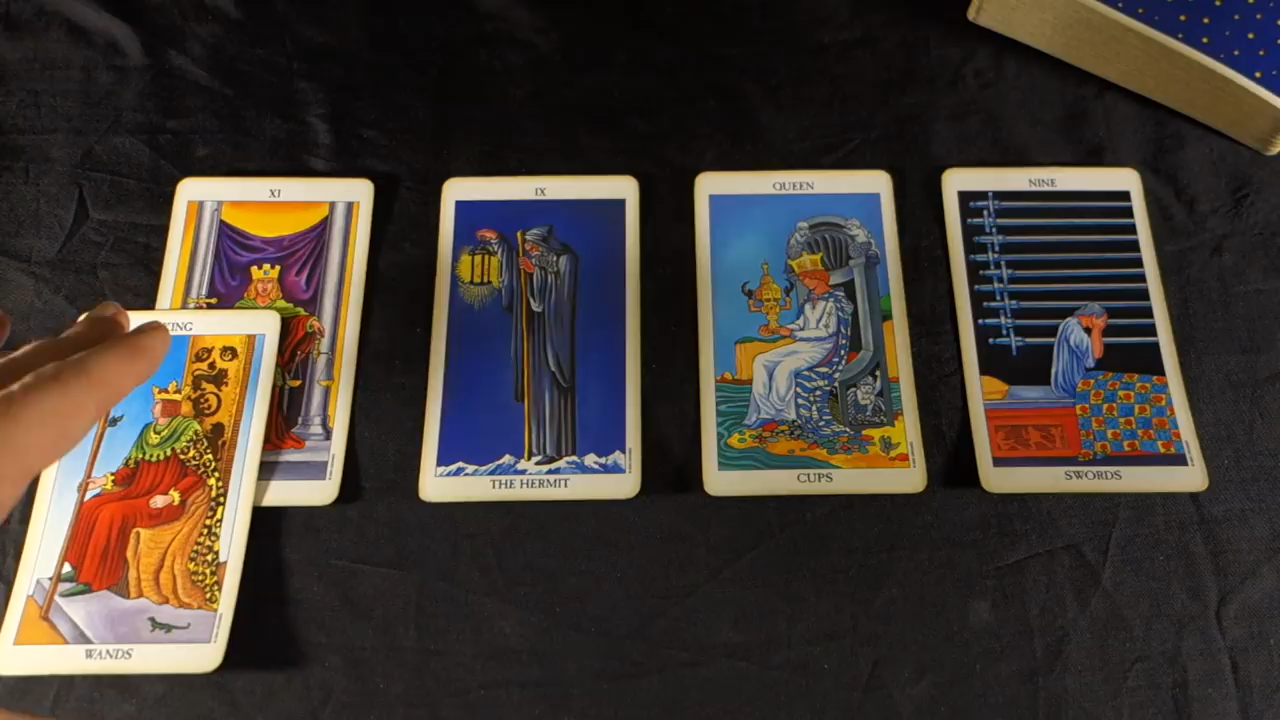 XI
IX
THE HERMIT
QUEEN
CUPS
NINE
SWORDS
KING
WANDS